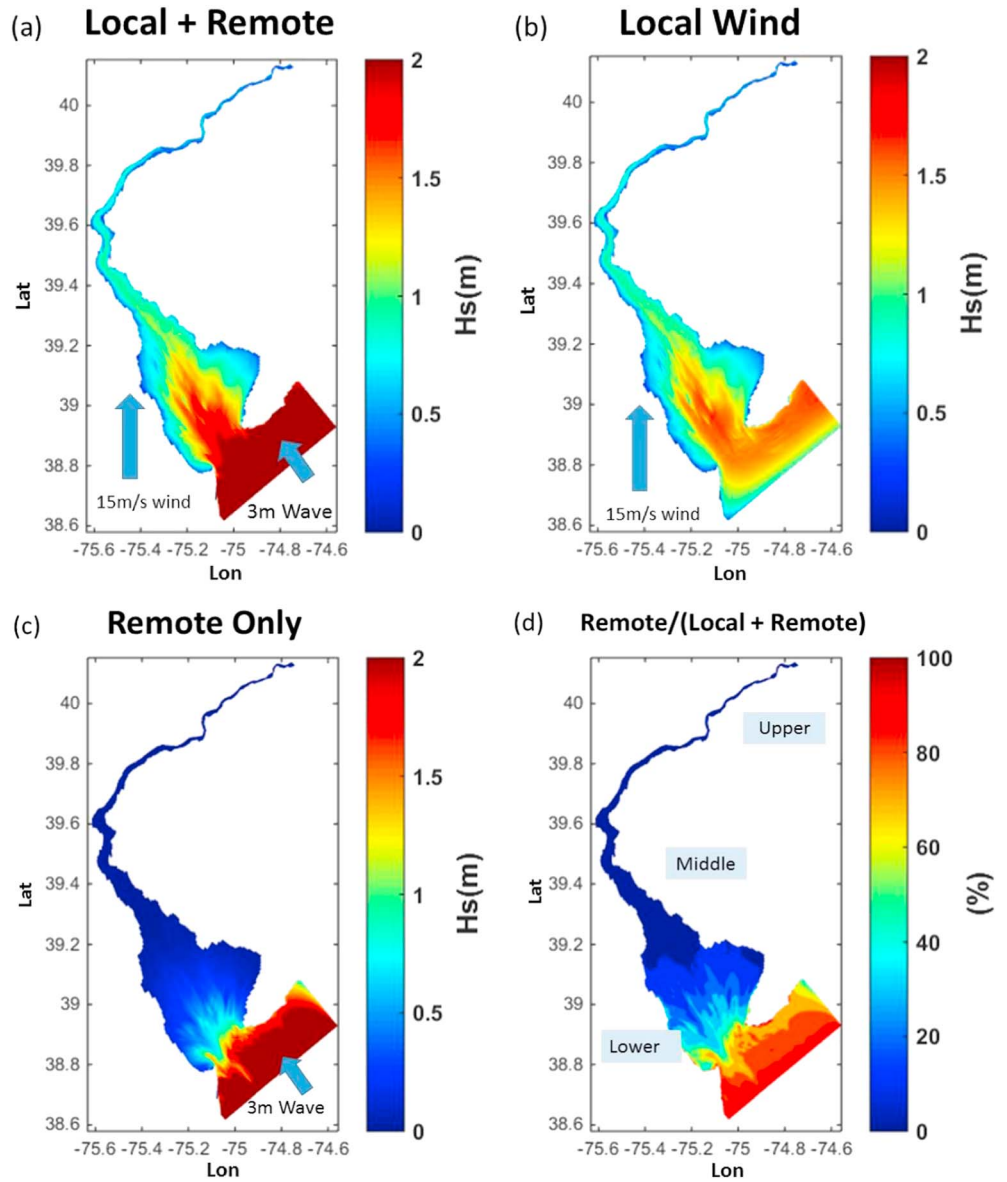 (a) Local + Remote
40
39.8
39.6
39.4
39.2
39
38.8
38.6
Lat
-75.6 -75.4 -75.2 -75 -74.8 -74.6
Lon
15m/s wind
3m Wave
2
1.5
1
0.5
0
Hs(m)
(b) Local Wind
40
39.8
39.6
39.4
39.2
39
38.8
38.6
Lat
-75.6 -75.4 -75.2 -75 -74.8 -74.6
Lon
15m/s wind
2
1.5
1
0.5
0
Hs(m)
(c) Remote Only
40
39.8
39.6
39.4
39.2
39
38.8
38.6
Lat
-75.6 -75.4 -75.2 -75 -74.8 -74.6
Lon
3m Wave
2
1.5
1
0.5
0
Hs(m)
(d) Remote/(Local + Remote)
40
39.8
39.6
39.4
39.2
39
38.8
38.6
Lat
-75.6 -75.4 -75.2 -75 -74.8 -74.6
Lon
Upper
Middle
Lower
100
80
60
40
20
0
(%)